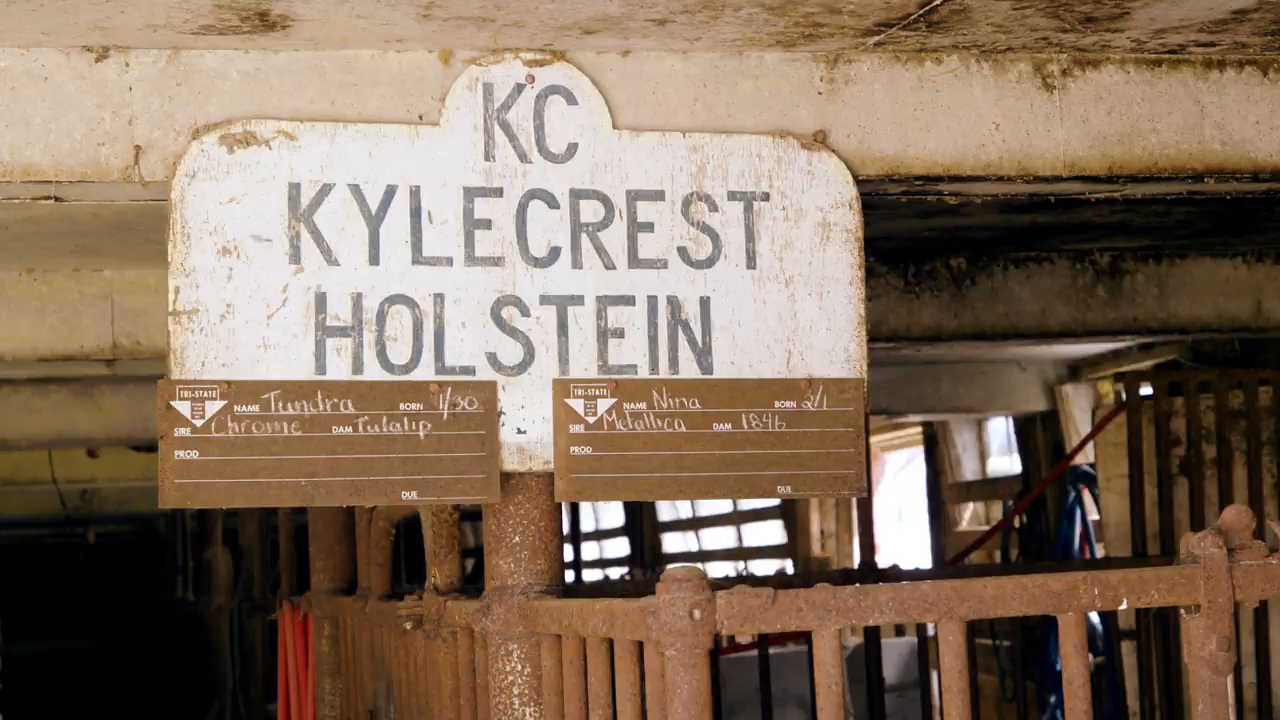 KC
KYLECREST
HOLSTEIN
TRI-STATE
NAME Tundra BORN 1/30
SIRE Chrome DAM Tulalip
PROD
DUE
TRI-STATE
NAME Nina BORN 2/1
SIRE Metallica DAM 1846
PROD
DUE